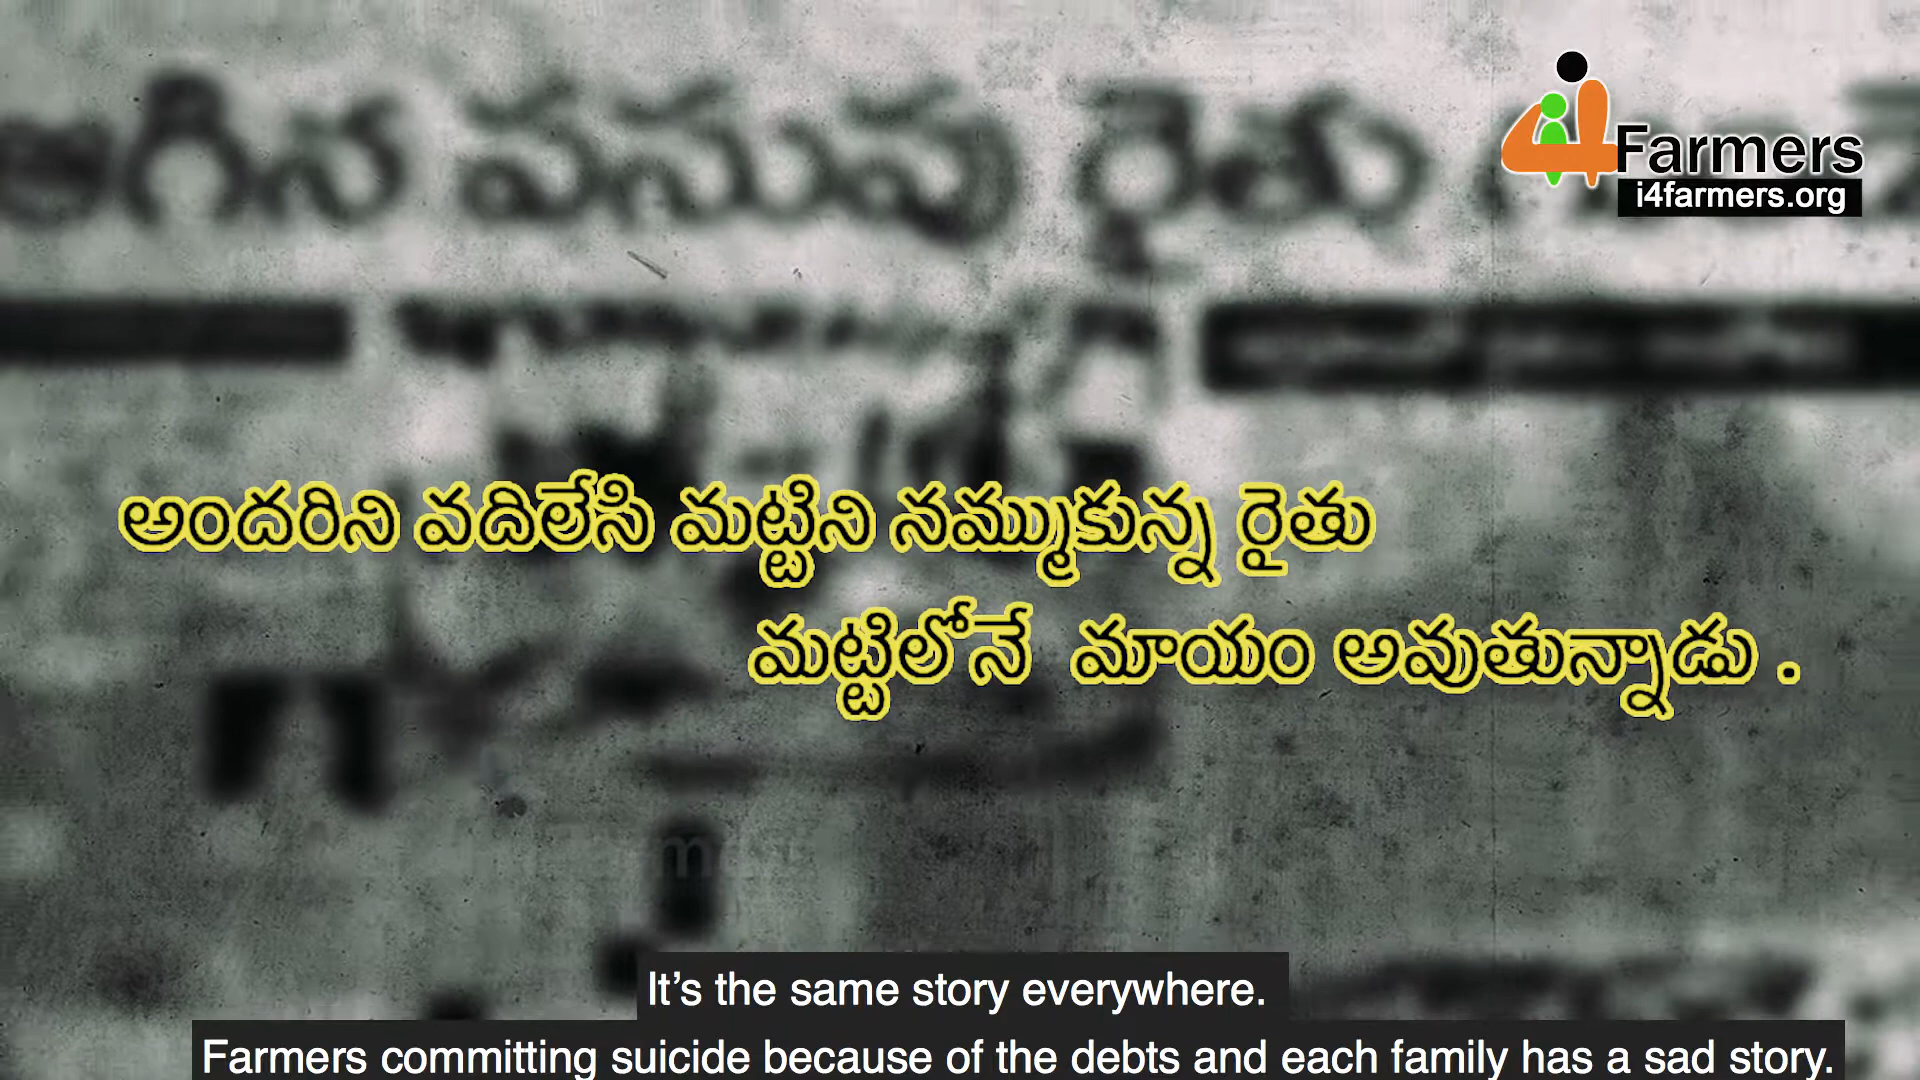 Farmers
i4farmers.org
అందరిని వదిలేసి మట్టిని నమ్ముకున్న రైతు
మట్టిలోనే మాయం అవుతున్నాడు .
It’s the same story everywhere.
Farmers committing suicide because of the debts and each family has a sad story.